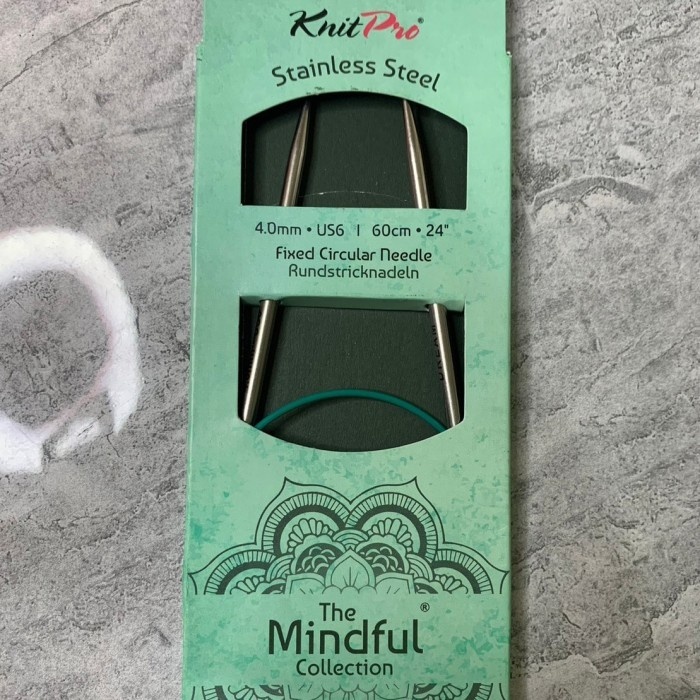 KnitPro®
Stainless Steel
4.0mm • US6 | 60cm • 24"
Fixed Circular Needle
Rundstricknadeln
The ®
Mindful
Collection